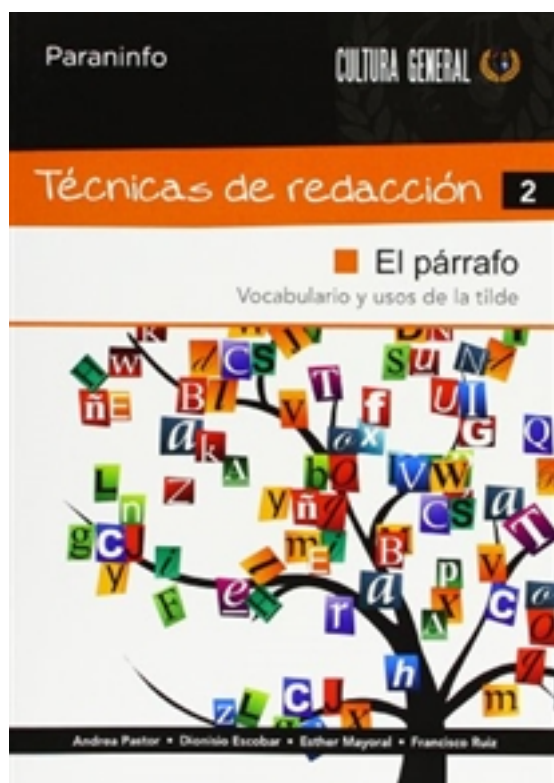 Paraninfo
CULTURA GENERAL
Técnicas de redacción 2
El párrafo
Vocabulario y usos de la tilde
Andrea Pastor • Dionisio Escobar • Esther Mayoral • Francisco Ruiz